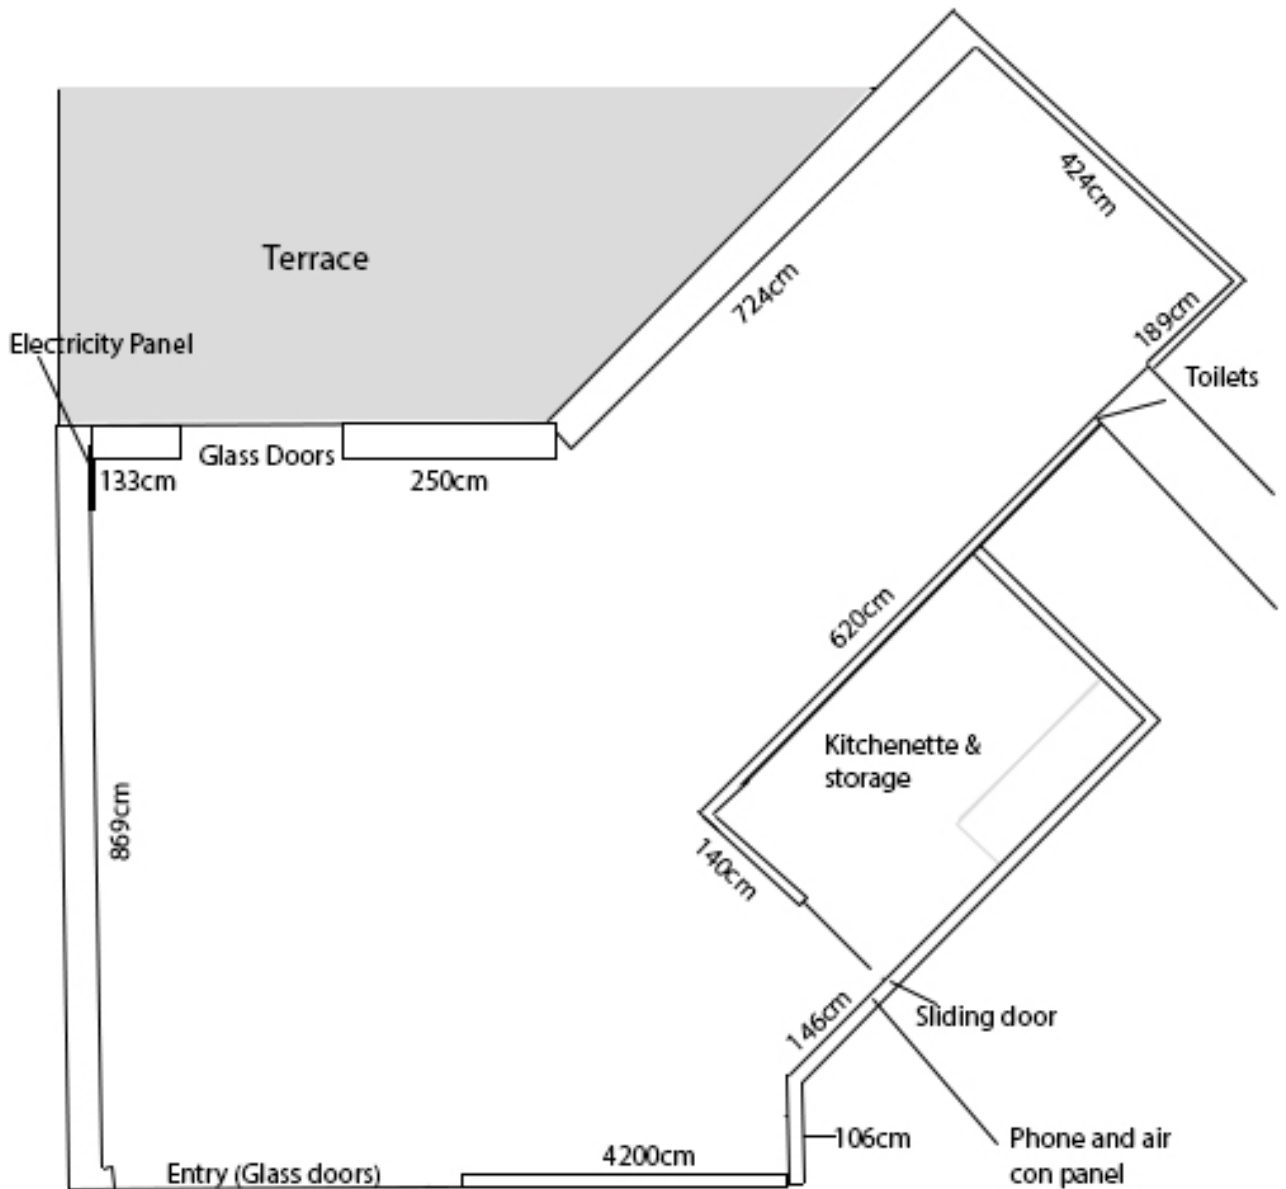 424cm
Terrace
724cm
189cm
Electricity Panel
Toilets
Glass Doors
133cm
250cm
620cm
Kitchenette &
storage
869cm
140cm
146cm
Sliding door
106cm
Phone and air
con panel
4200cm
Entry (Glass doors)